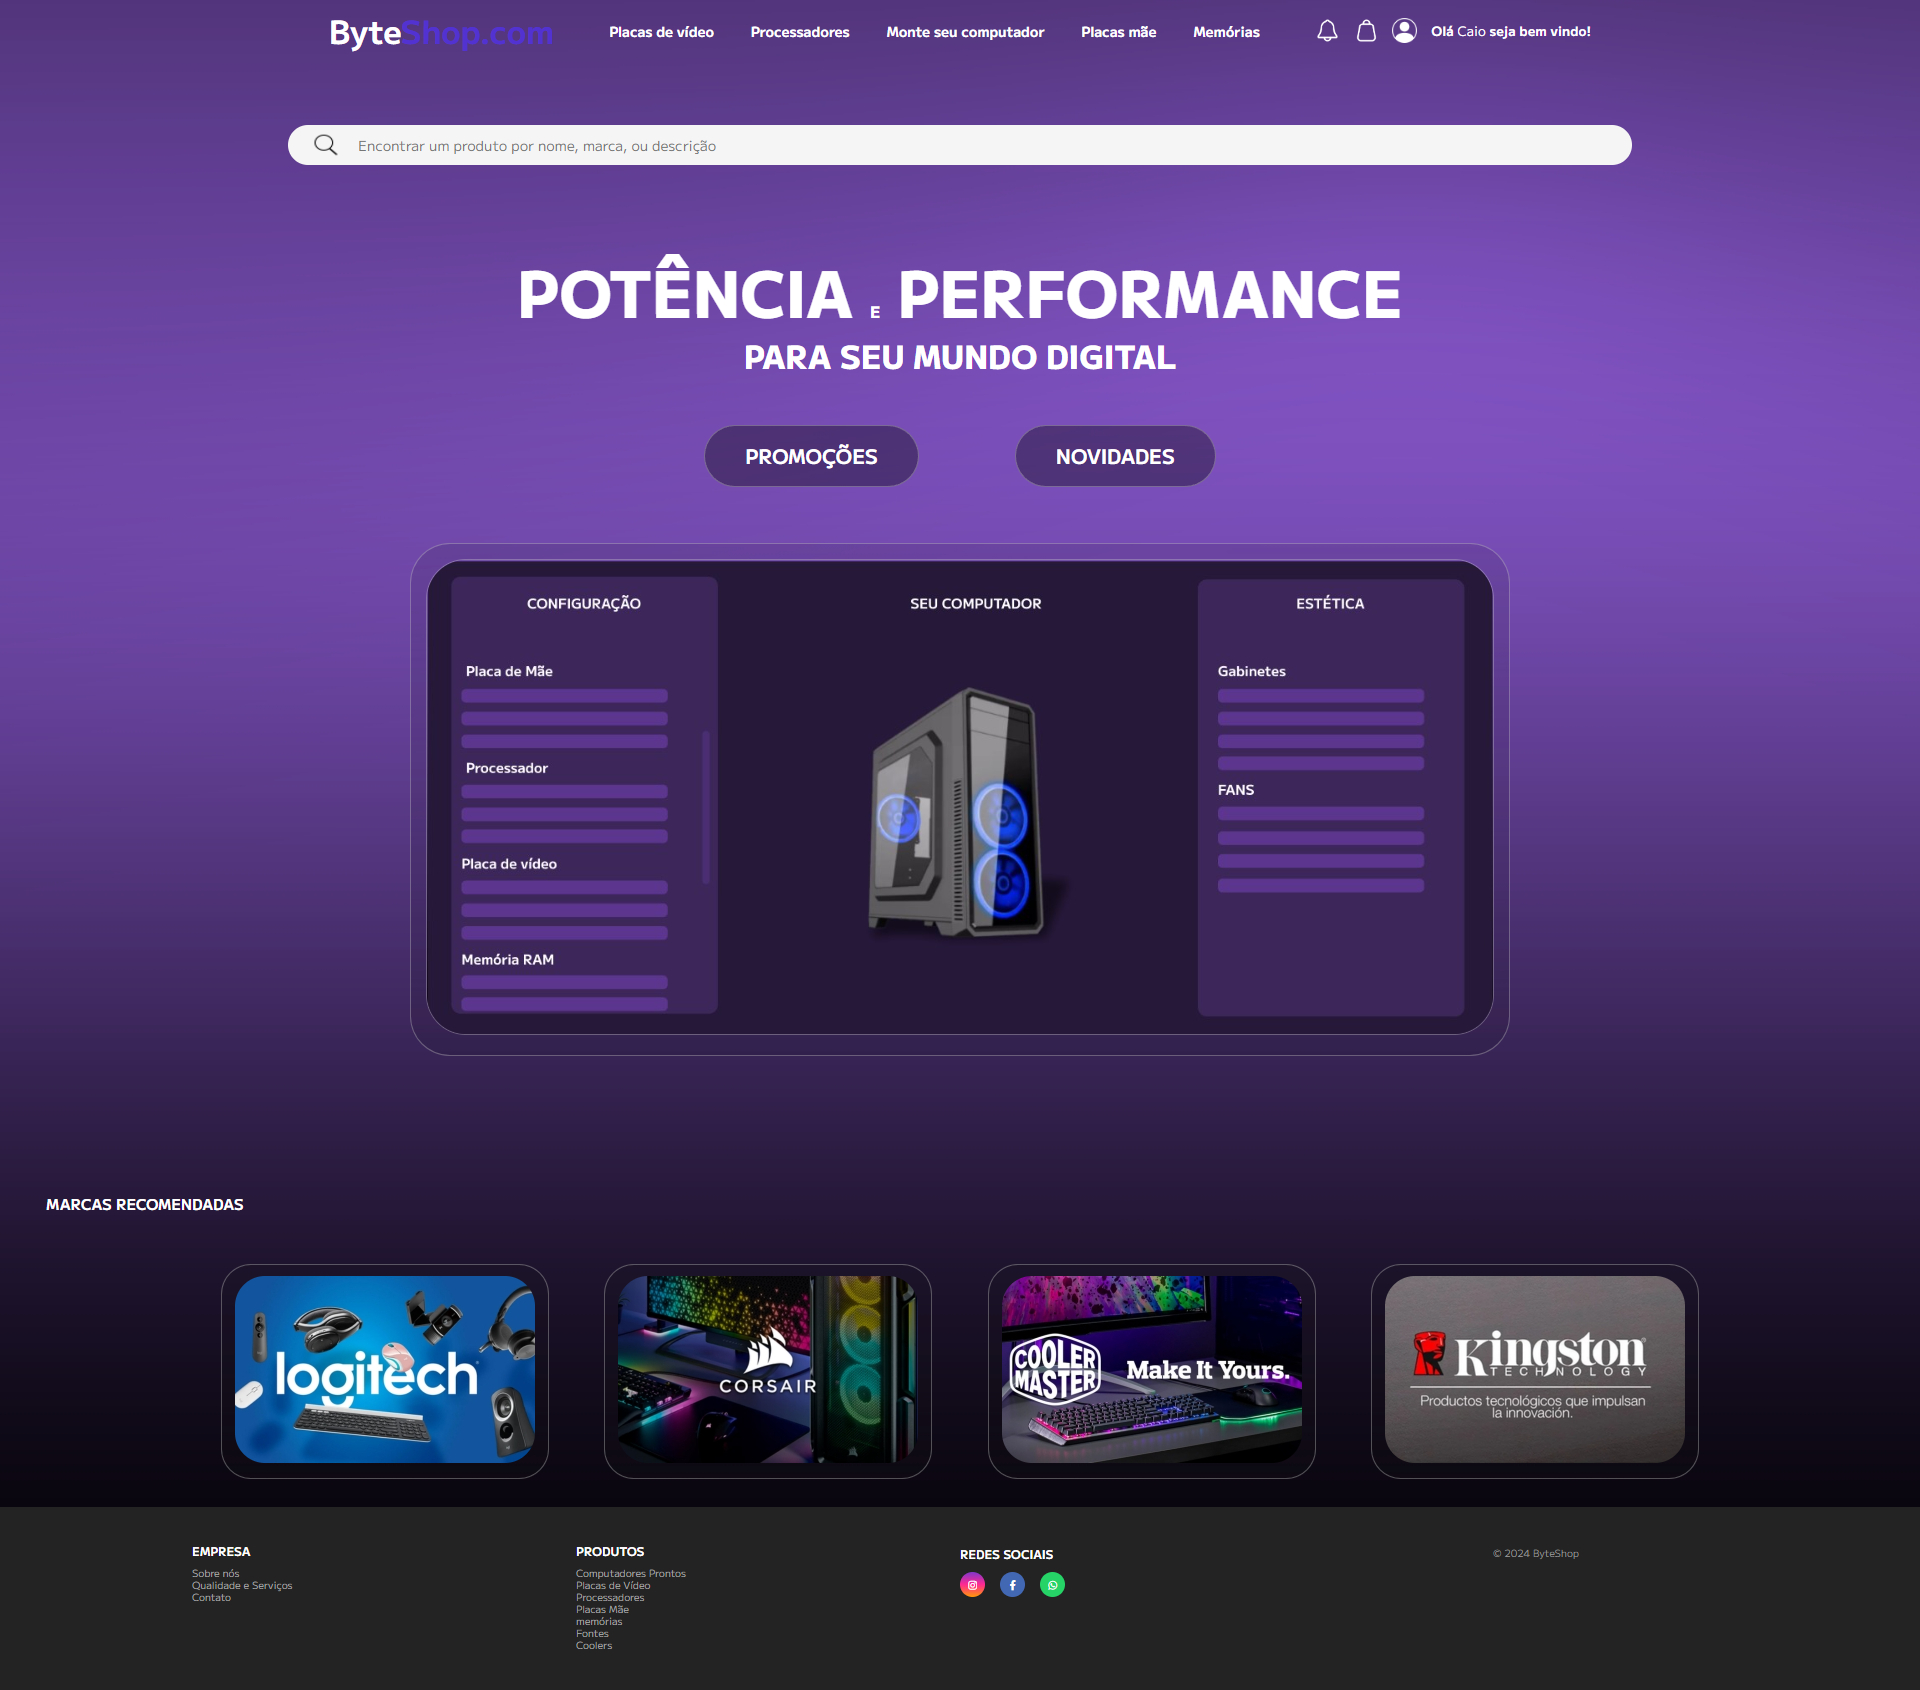 ByteShop.com
Placas de vídeo Processadores Monte seu computador Placas mãe Memórias
Olá Caio seja bem vindo!
Encontrar um produto por nome, marca, ou descrição
POTÊNCIA E PERFORMANCE
PARA SEU MUNDO DIGITAL
PROMOÇÕES NOVIDADES
CONFIGURAÇÃO
Placa de Mãe
Processador
Placa de vídeo
Memória RAM
SEU COMPUTADOR
ESTÉTICA
Gabinetes
FANS
MARCAS RECOMENDADAS
logitech
CORSAIR
COOLER
MASTER
Make It Yours.
Kingston
TECHNOLOGY
Productos tecnológicos que impulsan
la innovación.
EMPRESA
Sobre nós
Qualidade e Serviços
Contato
PRODUTOS
Computadores Prontos
Placas de Vídeo
Processadores
Placas Mãe
memórias
Fontes
Coolers
REDES SOCIAIS
© 2024 ByteShop